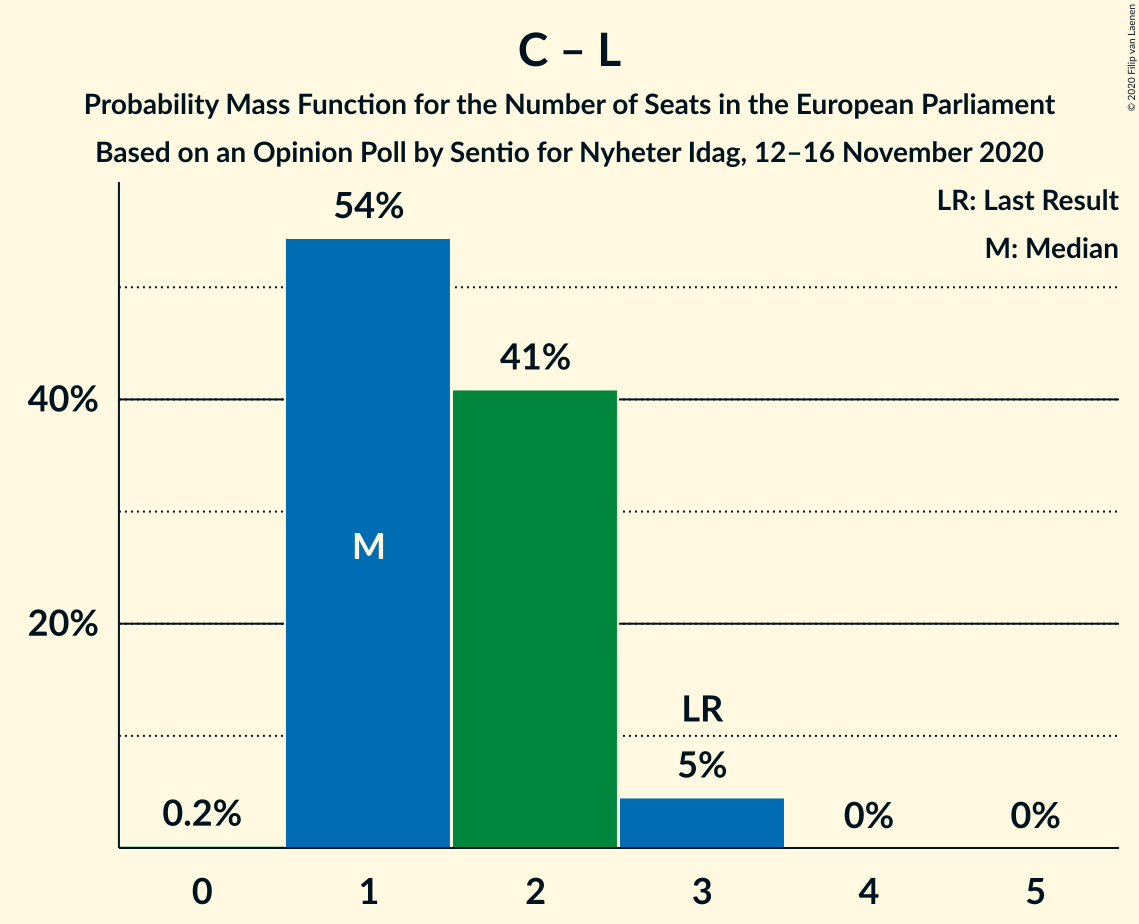 C – L
Probability Mass Function for the Number of Seats in the European Parliament
Based on an Opinion Poll by Sentio for Nyheter Idag, 12–16 November 2020
© 2020 Filip van Laenen
LR: Last Result
M: Median
54%
41%
40%
M
20%
LR
5%
0.2%
0%
0%
0
1
2
3
4
5